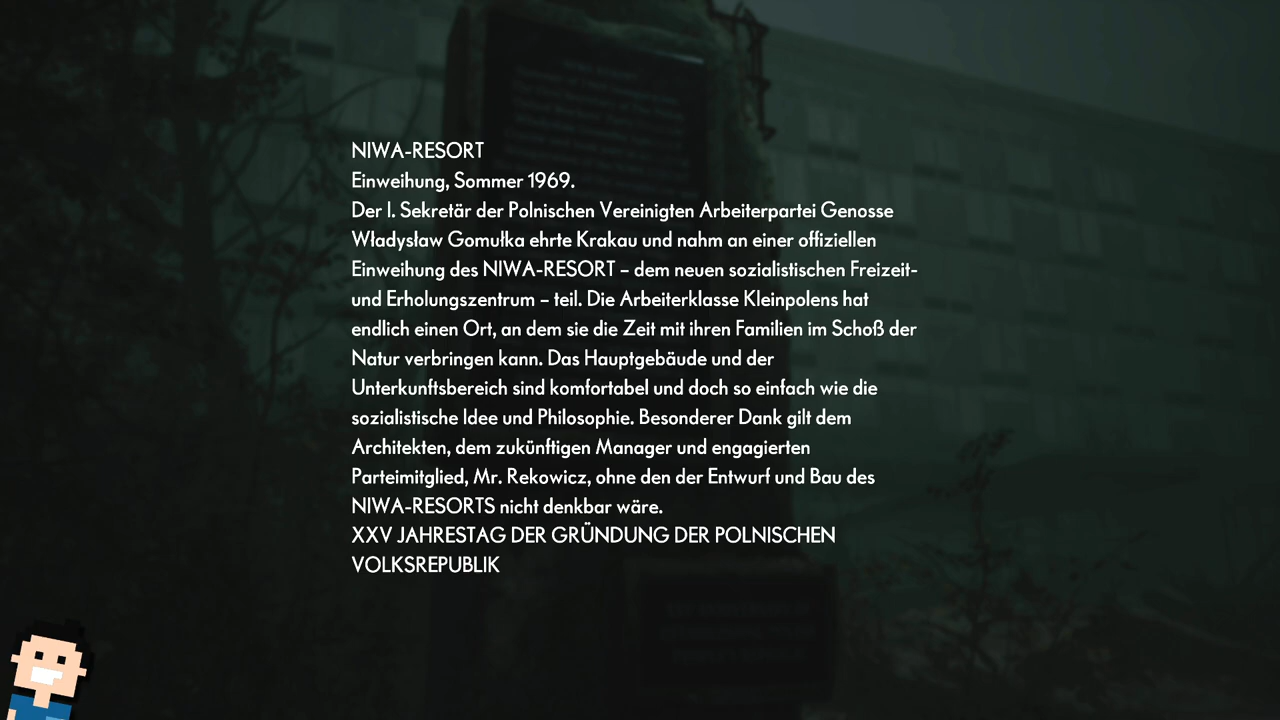 NIWA-RESORT
Einweihung, Sommer 1969.
Der I. Sekretär der Polnischen Vereinigten Arbeiterpartei Genosse
Władysław Gomułka ehrte Krakau und nahm an einer offiziellen
Einweihung des NIWA-RESORT – dem neuen sozialistischen Freizeit-
und Erholungszentrum – teil. Die Arbeiterklasse Kleinpolens hat
endlich einen Ort, an dem sie die Zeit mit ihren Familien im Schoß der
Natur verbringen kann. Das Hauptgebäude und der
Unterkunftsbereich sind komfortabel und doch so einfach wie die
sozialistische Idee und Philosophie. Besonderer Dank gilt dem
Architekten, dem zukünftigen Manager und engagierten
Parteimitglied, Mr. Rekowicz, ohne den der Entwurf und Bau des
NIWA-RESORTS nicht denkbar wäre.
XXV JAHRESTAG DER GRÜNDUNG DER POLNISCHEN
VOLKSREPUBLIK